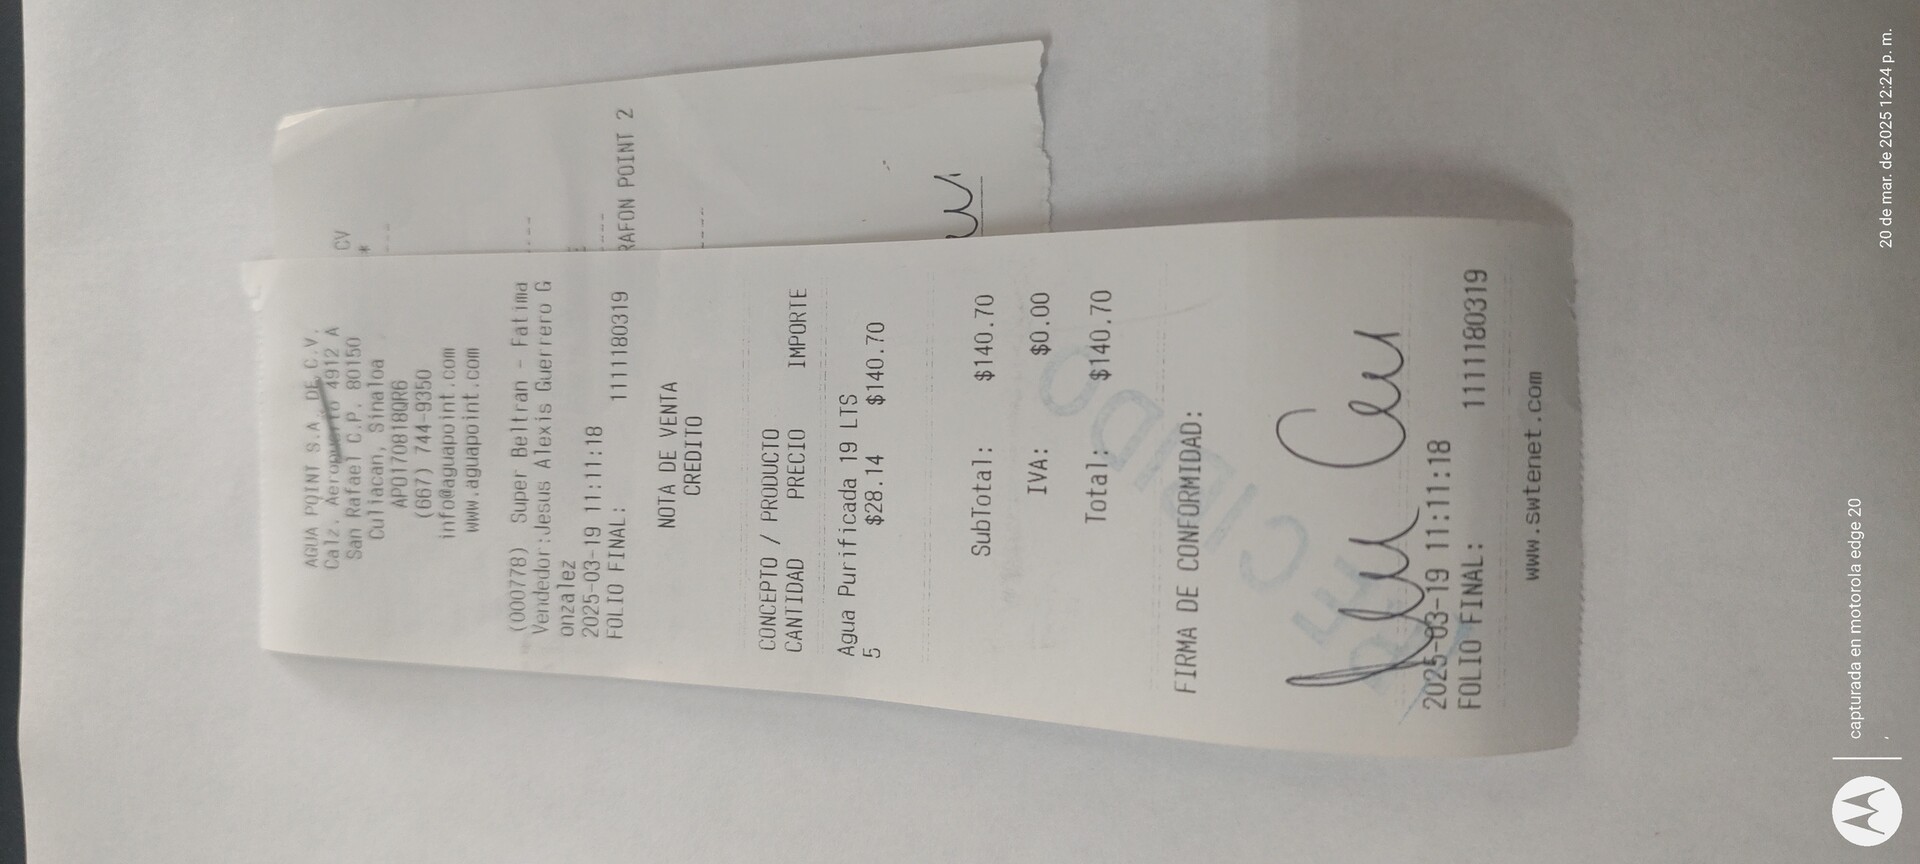 AGUA POINT S.A. DE C.V.
Calz. Aeropuerto 4912 A
San Rafael C.P. 80150
Culiacan, Sinaloa
APO170818QR6
(667) 744-9350
info@aguapoint.com
www.aguapoint.com
(000778) Super Beltran - Fatima
Vendedor:Jesus Alexis Guerrero G
onzalez
2025-03-19 11:11:18
FOLIO FINAL: 111118031​9
NOTA DE VENTA
CREDITO
CONCEPTO / PRODUCTO
CANTIDAD PRECIO IMPORTE
Agua Purificada 19 LTS
5 $28.14 $140.70
SubTotal: $140.70
IVA: $0.00
Total: $140.70
RECIBIDO
FIRMA DE CONFORMIDAD:
2025-03-19 11:11:18
FOLIO FINAL: 1111180319
www.swtenet.com
CV
*
RAFON POINT 2
capturada en motorola edge 20
20 de mar. de 2025 12:24 p. m.